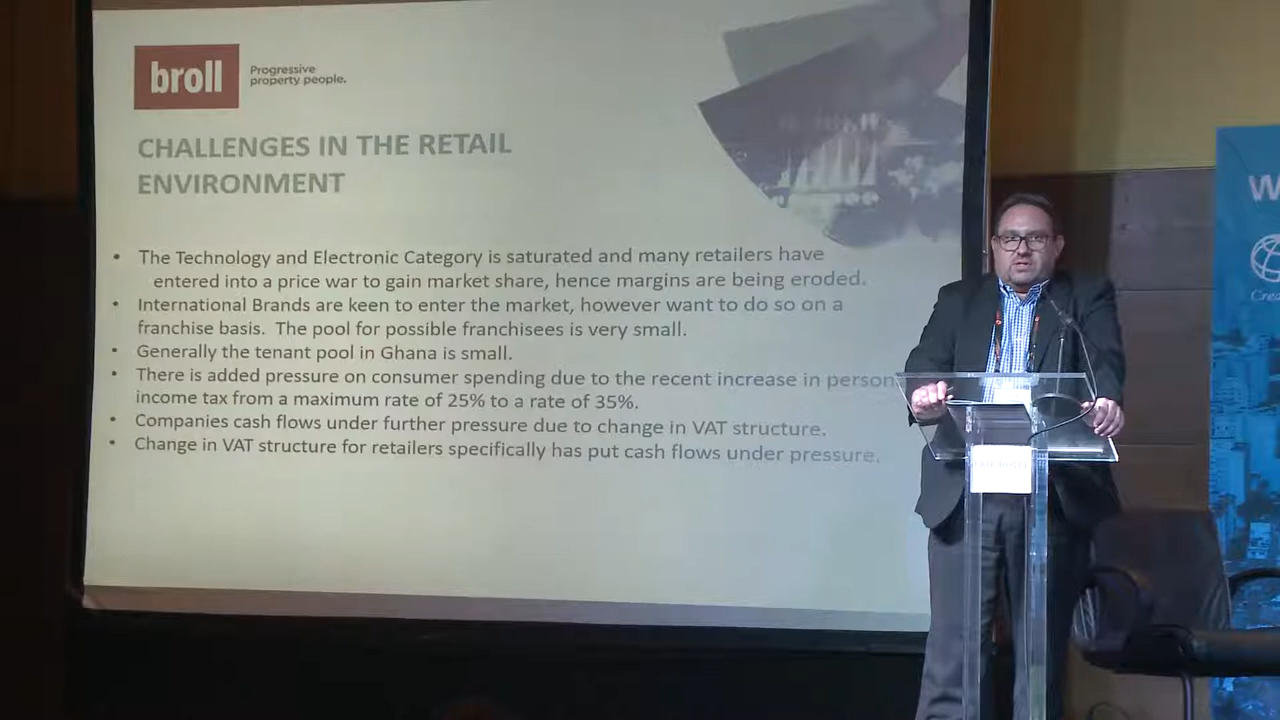 broll
Progressive
property people.
CHALLENGES IN THE RETAIL
ENVIRONMENT
• The Technology and Electronic Category is saturated and many retailers have
entered into a price war to gain market share, hence margins are being eroded.
• International Brands are keen to enter the market, however want to do so on a
franchise basis. The pool for possible franchisees is very small.
• Generally the tenant pool in Ghana is small.
• There is added pressure on consumer spending due to the recent increase in person
income tax from a maximum rate of 25% to a rate of 35%.
• Companies cash flows under further pressure due to change in VAT structure.
• Change in VAT structure for retailers specifically has put cash flows under pressure.
W
Crea